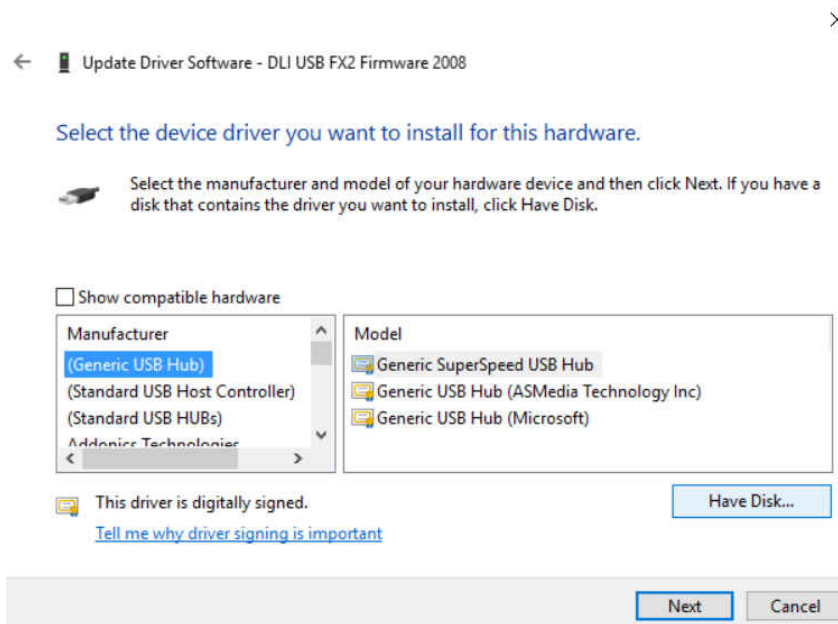 Update Driver Software - DLI USB FX2 Firmware 2008
Select the device driver you want to install for this hardware.
Select the manufacturer and model of your hardware device and then click Next. If you have a
disk that contains the driver you want to install, click Have Disk.
Show compatible hardware
Manufacturer
(Generic USB Hub)
(Standard USB Host Controller)
(Standard USB HUBs)
Addonics Technologies
Model
Generic SuperSpeed USB Hub
Generic USB Hub (ASMedia Technology Inc)
Generic USB Hub (Microsoft)
This driver is digitally signed.
Have Disk...
Tell me why driver signing is important
Next
Cancel